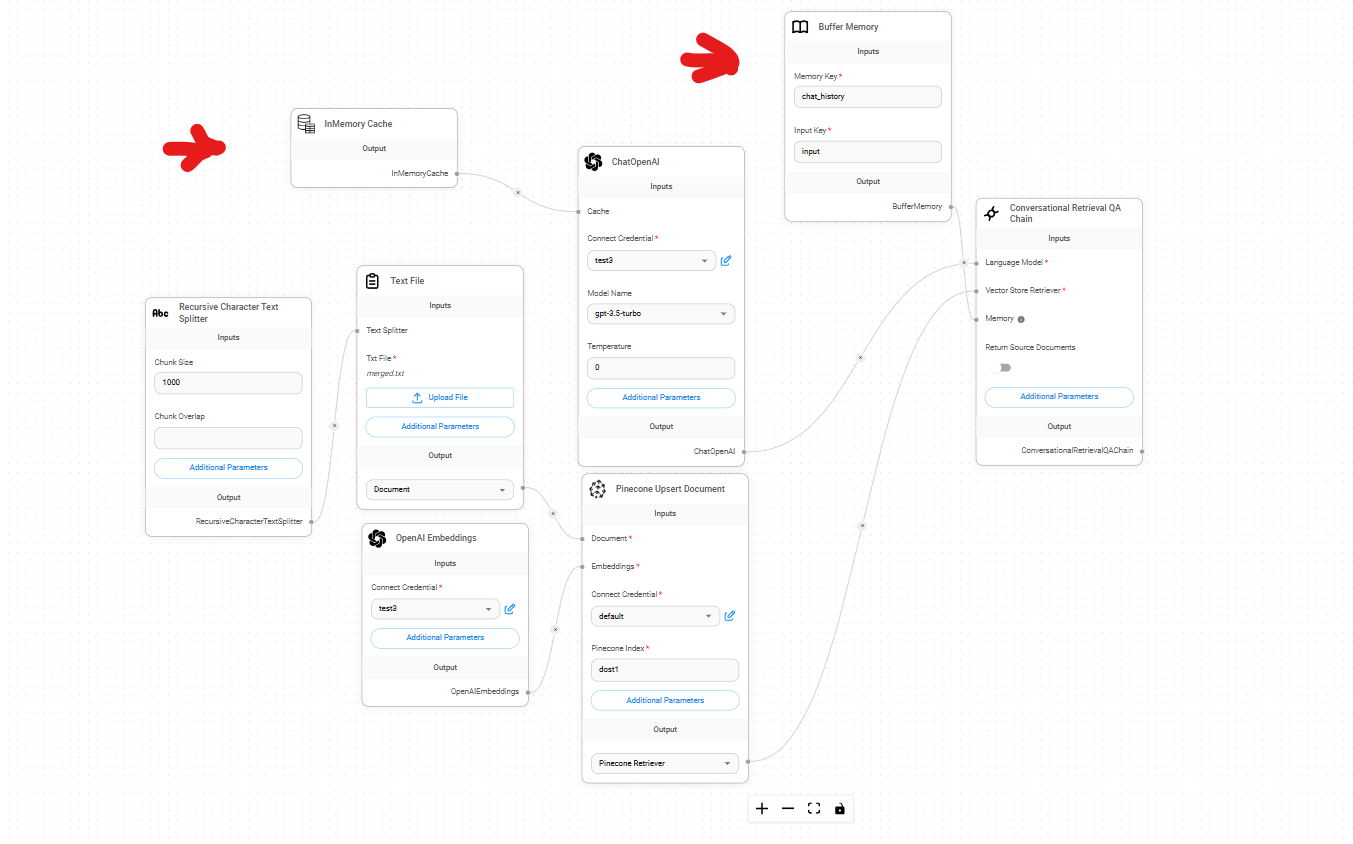 Buffer Memory
Inputs
Memory Key *
chat_history
Input Key *
input
Output
BufferMemory
InMemory Cache
Output
InMemoryCache
ChatOpenAI
Inputs
Cache
Connect Credential *
test3
Model Name
gpt-3.5-turbo
Temperature
0
Additional Parameters
Output
ChatOpenAI
Conversational Retrieval QA
Chain
Inputs
Language Model *
Vector Store Retriever *
Memory
Return Source Documents
Additional Parameters
Output
ConversationalRetrievalQAChain
Text File
Inputs
Text Splitter
Txt File *
merged.txt
Upload File
Additional Parameters
Output
Document
Abc
Recursive Character Text
Splitter
Inputs
Chunk Size
1000
Chunk Overlap
Additional Parameters
Output
RecursiveCharacterTextSplitter
OpenAI Embeddings
Inputs
Connect Credential *
test3
Additional Parameters
Output
OpenAIEmbeddings
Pinecone Upsert Document
Inputs
Document *
Embeddings *
Connect Credential *
default
Pinecone Index *
dost1
Additional Parameters
Output
Pinecone Retriever